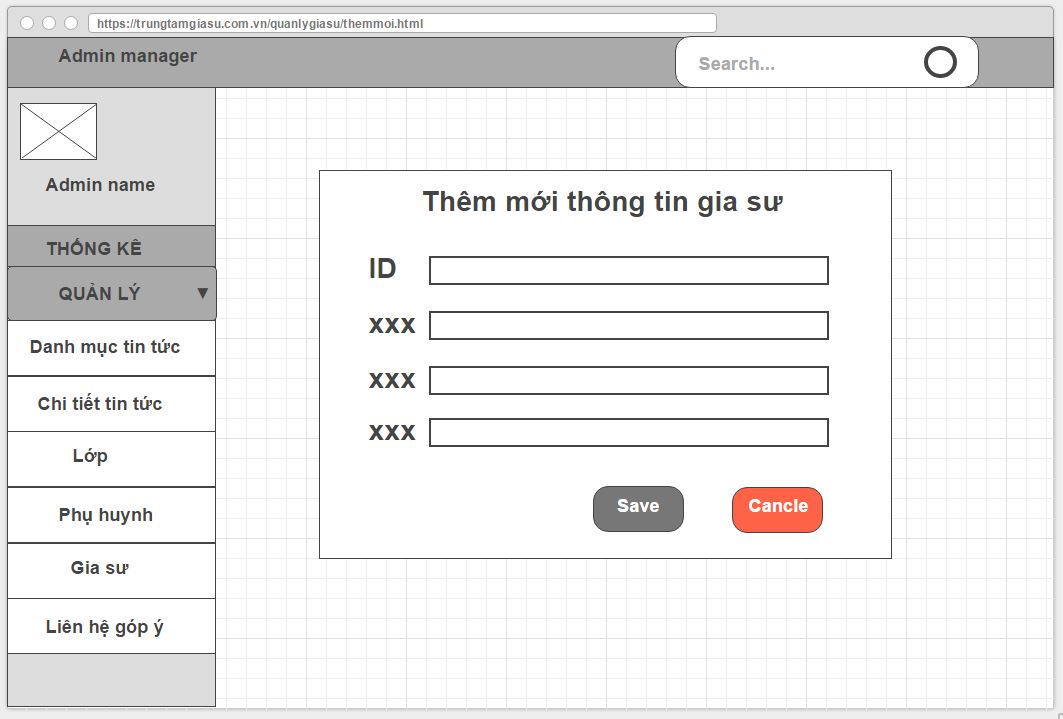 https://trungtamgiasu.com.vn/quanlygiasu/themmoi.html
Admin manager
Search...
Admin name
THỐNG KÊ
QUẢN LÝ ▼
Danh mục tin tức
Chi tiết tin tức
Lớp
Phụ huynh
Gia sư
Liên hệ góp ý
Thêm mới thông tin gia sư
ID
xxx
xxx
xxx
Save
Cancle